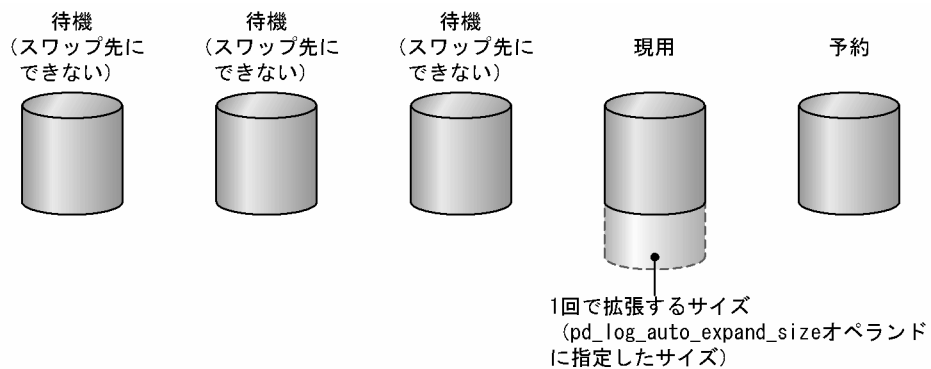 待機
（スワップ先に
できない）
待機
（スワップ先に
できない）
待機
（スワップ先に
できない）
現用
予約
1回で拡張するサイズ
（pd_log_auto_expand_sizeオペランド
に指定したサイズ）